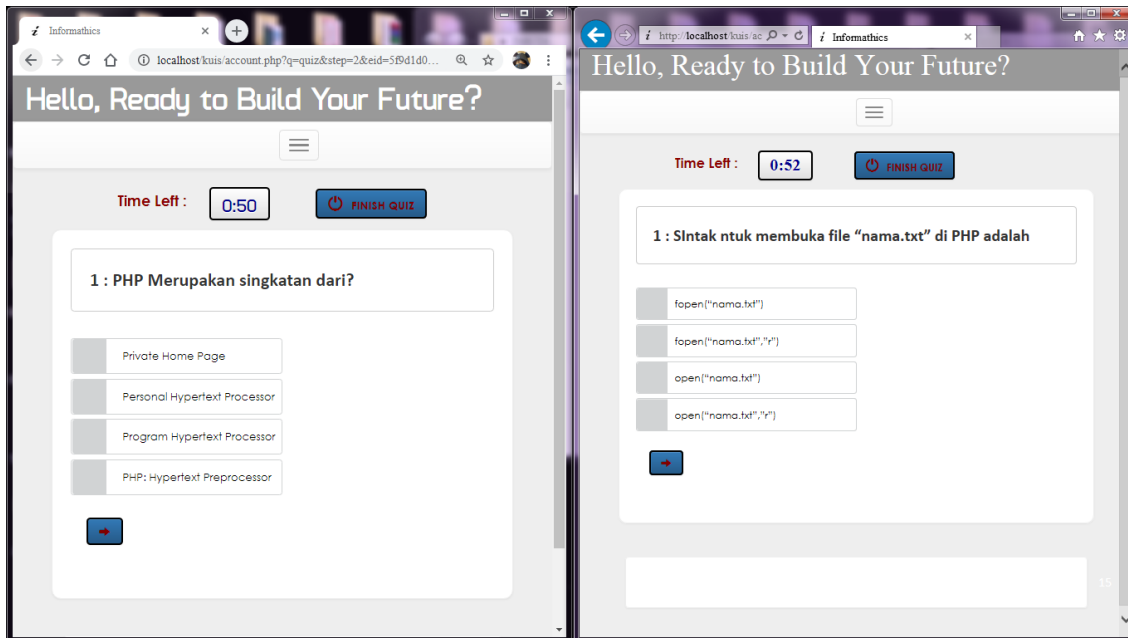 Informathics
localhost/kuis/account.php?q=quiz&step=2&eid=5f9d1d0...
Hello, Ready to Build Your Future?
Time Left :
0:50
FINISH QUIZ
1 : PHP Merupakan singkatan dari?
Private Home Page
Personal Hypertext Processor
Program Hypertext Processor
PHP: Hypertext Preprocessor
http://localhost/kuis/ac
Informathics
Hello, Ready to Build Your Future?
Time Left :
0:52
FINISH QUIZ
1 : SIntak ntuk membuka file “nama.txt” di PHP adalah
fopen(“nama.txt”)
fopen(“nama.txt”,”r”)
open(“nama.txt”)
open(“nama.txt”,”r”)
15